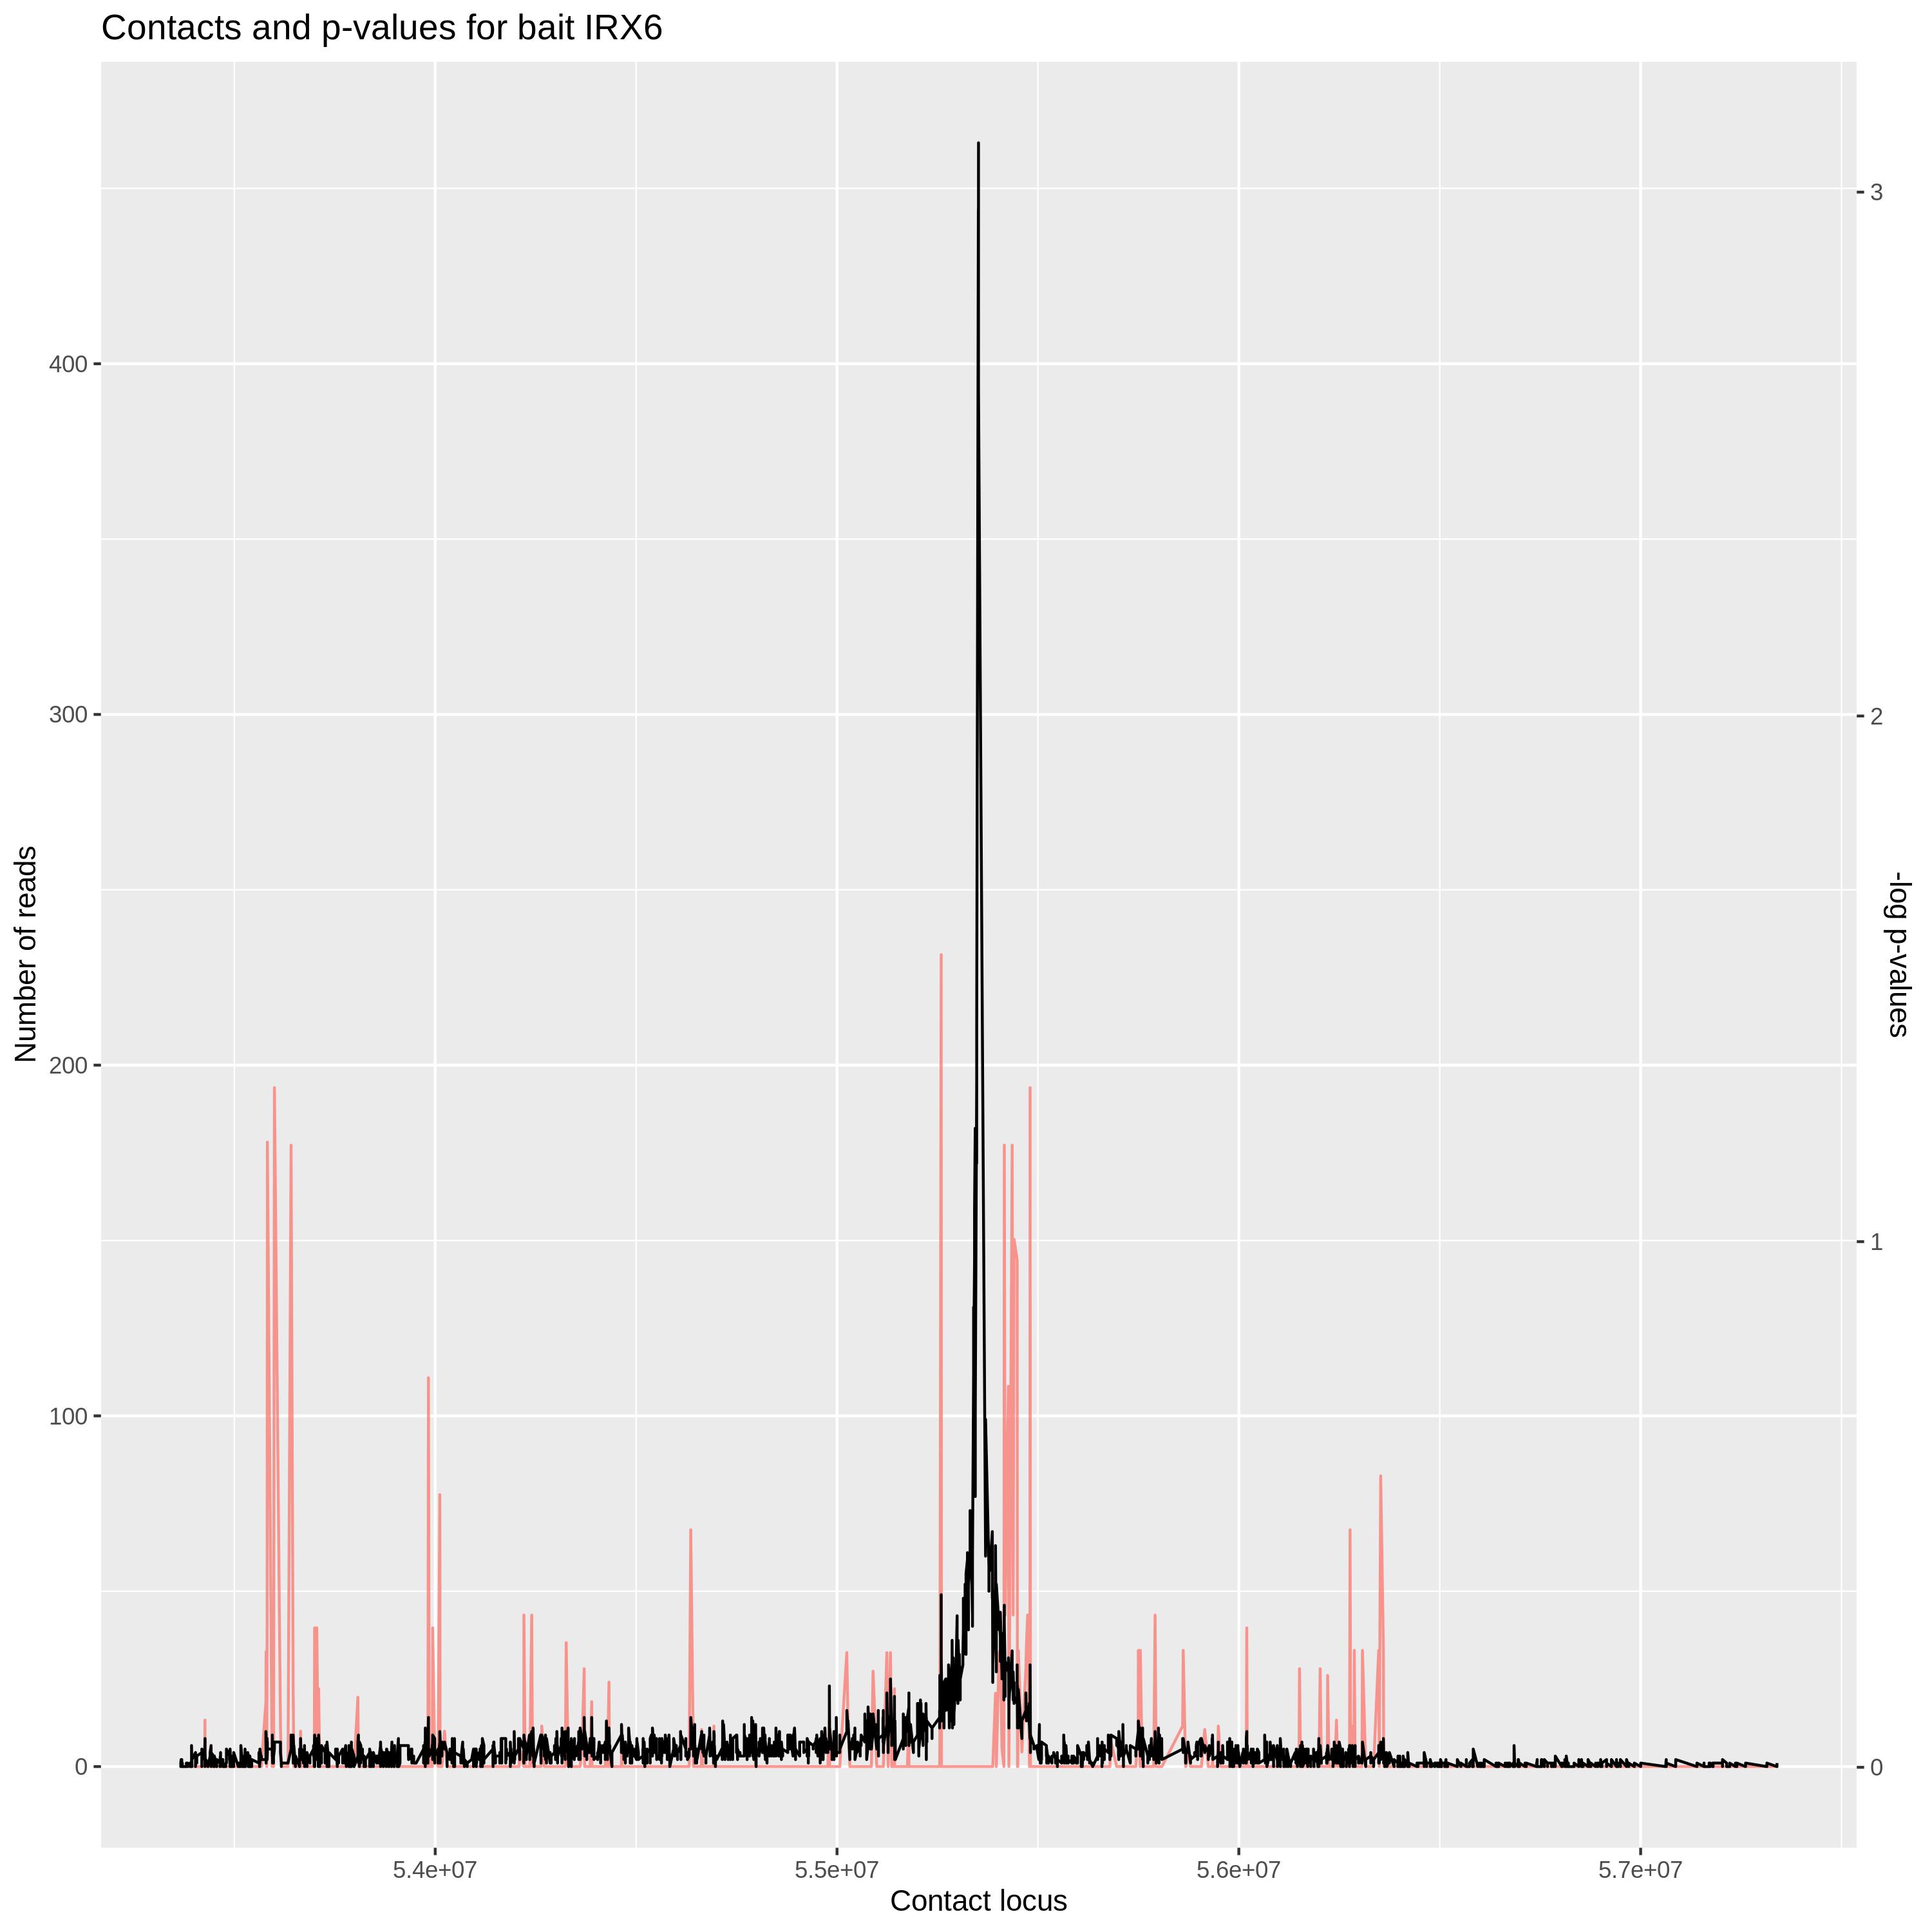 Contacts and p-values for bait IRX6
Number of reads
400
300
200
100
0
3
2
1
0
-log p-values
5.4e+07
5.5e+07
5.6e+07
5.7e+07
Contact locus